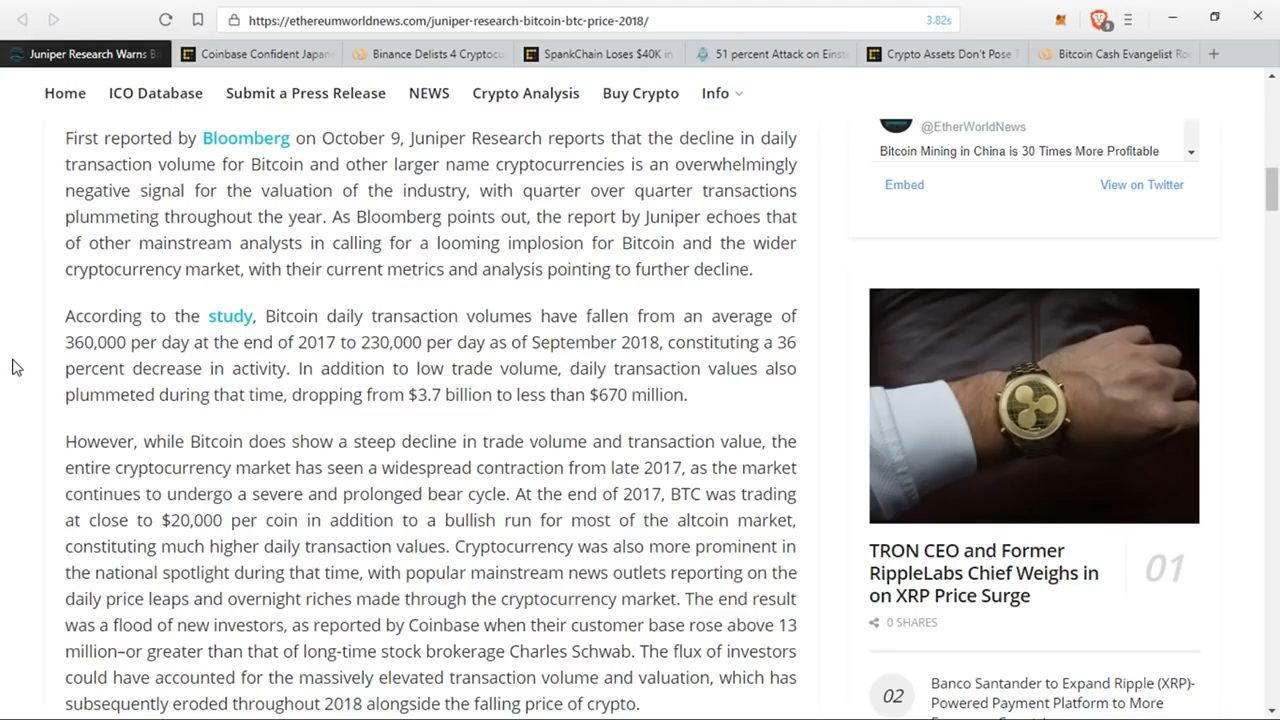 https://ethereumworldnews.com/juniper-research-bitcoin-btc-price-2018/
3.82s
Juniper Research Warns Bi
Coinbase Confident Japan
Binance Delists 4 Cryptocu
SpankChain Loses $40K in
51 percent Attack on Einst
Crypto Assets Don't Pose T
Bitcoin Cash Evangelist Ro
Home
ICO Database
Submit a Press Release
NEWS
Crypto Analysis
Buy Crypto
Info
First reported by Bloomberg on October 9, Juniper Research reports that the decline in daily
transaction volume for Bitcoin and other larger name cryptocurrencies is an overwhelmingly
negative signal for the valuation of the industry, with quarter over quarter transactions
plummeting throughout the year. As Bloomberg points out, the report by Juniper echoes that
of other mainstream analysts in calling for a looming implosion for Bitcoin and the wider
cryptocurrency market, with their current metrics and analysis pointing to further decline.
According to the study, Bitcoin daily transaction volumes have fallen from an average of
360,000 per day at the end of 2017 to 230,000 per day as of September 2018, constituting a 36
percent decrease in activity. In addition to low trade volume, daily transaction values also
plummeted during that time, dropping from $3.7 billion to less than $670 million.
However, while Bitcoin does show a steep decline in trade volume and transaction value, the
entire cryptocurrency market has seen a widespread contraction from late 2017, as the market
continues to undergo a severe and prolonged bear cycle. At the end of 2017, BTC was trading
at close to $20,000 per coin in addition to a bullish run for most of the altcoin market,
constituting much higher daily transaction values. Cryptocurrency was also more prominent in
the national spotlight during that time, with popular mainstream news outlets reporting on the
daily price leaps and overnight riches made through the cryptocurrency market. The end result
was a flood of new investors, as reported by Coinbase when their customer base rose above 13
million–or greater than that of long-time stock brokerage Charles Schwab. The flux of investors
could have accounted for the massively elevated transaction volume and valuation, which has
subsequently eroded throughout 2018 alongside the falling price of crypto.
@EtherWorldNews
Bitcoin Mining in China is 30 Times More Profitable
Embed
View on Twitter
TRON CEO and Former
RippleLabs Chief Weighs in
on XRP Price Surge
01
0 SHARES
02
Banco Santander to Expand Ripple (XRP)-
Powered Payment Platform to More